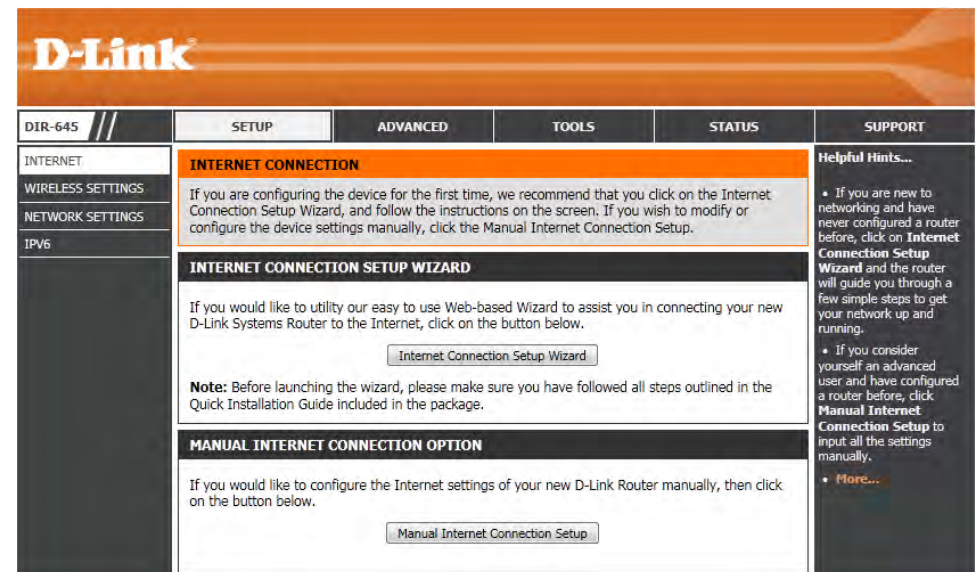 D-Link
DIR-645
SETUP
ADVANCED
TOOLS
STATUS
SUPPORT
INTERNET
WIRELESS SETTINGS
NETWORK SETTINGS
IPV6
INTERNET CONNECTION
If you are configuring the device for the first time, we recommend that you click on the Internet
Connection Setup Wizard, and follow the instructions on the screen. If you wish to modify or
configure the device settings manually, click the Manual Internet Connection Setup.
INTERNET CONNECTION SETUP WIZARD
If you would like to utility our easy to use Web-based Wizard to assist you in connecting your new
D-Link Systems Router to the Internet, click on the button below.
Internet Connection Setup Wizard
Note: Before launching the wizard, please make sure you have followed all steps outlined in the
Quick Installation Guide included in the package.
MANUAL INTERNET CONNECTION OPTION
If you would like to configure the Internet settings of your new D-Link Router manually, then click
on the button below.
Manual Internet Connection Setup
Helpful Hints...
• If you are new to
networking and have
never configured a router
before, click on Internet
Connection Setup
Wizard and the router
will guide you through a
few simple steps to get
your network up and
running.
• If you consider
yourself an advanced
user and have configured
a router before, click
Manual Internet
Connection Setup to
input all the settings
manually.
• More...